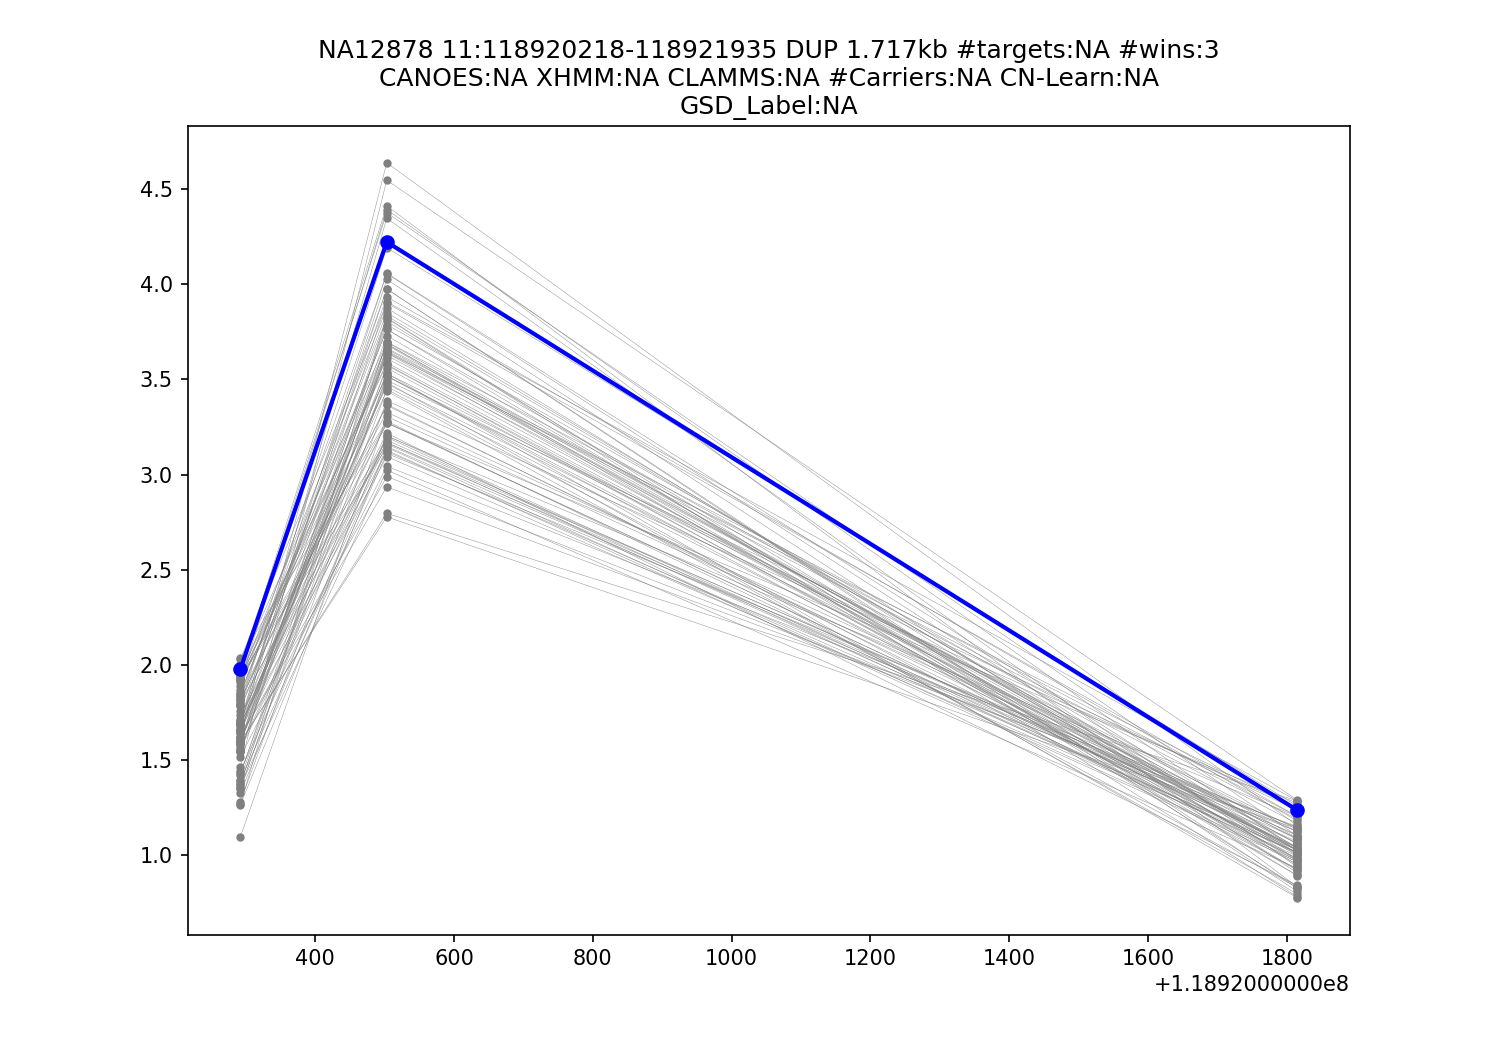 NA12878 11:118920218-118921935 DUP 1.717kb #targets:NA #wins:3
CANOES:NA XHMM:NA CLAMMS:NA #Carriers:NA CN-Learn:NA
GSD_Label:NA
4.5
4.0
3.5
3.0
2.5
2.0
1.5
1.0
400 600 800 1000 1200 1400 1600 1800
+1.1892000000e8